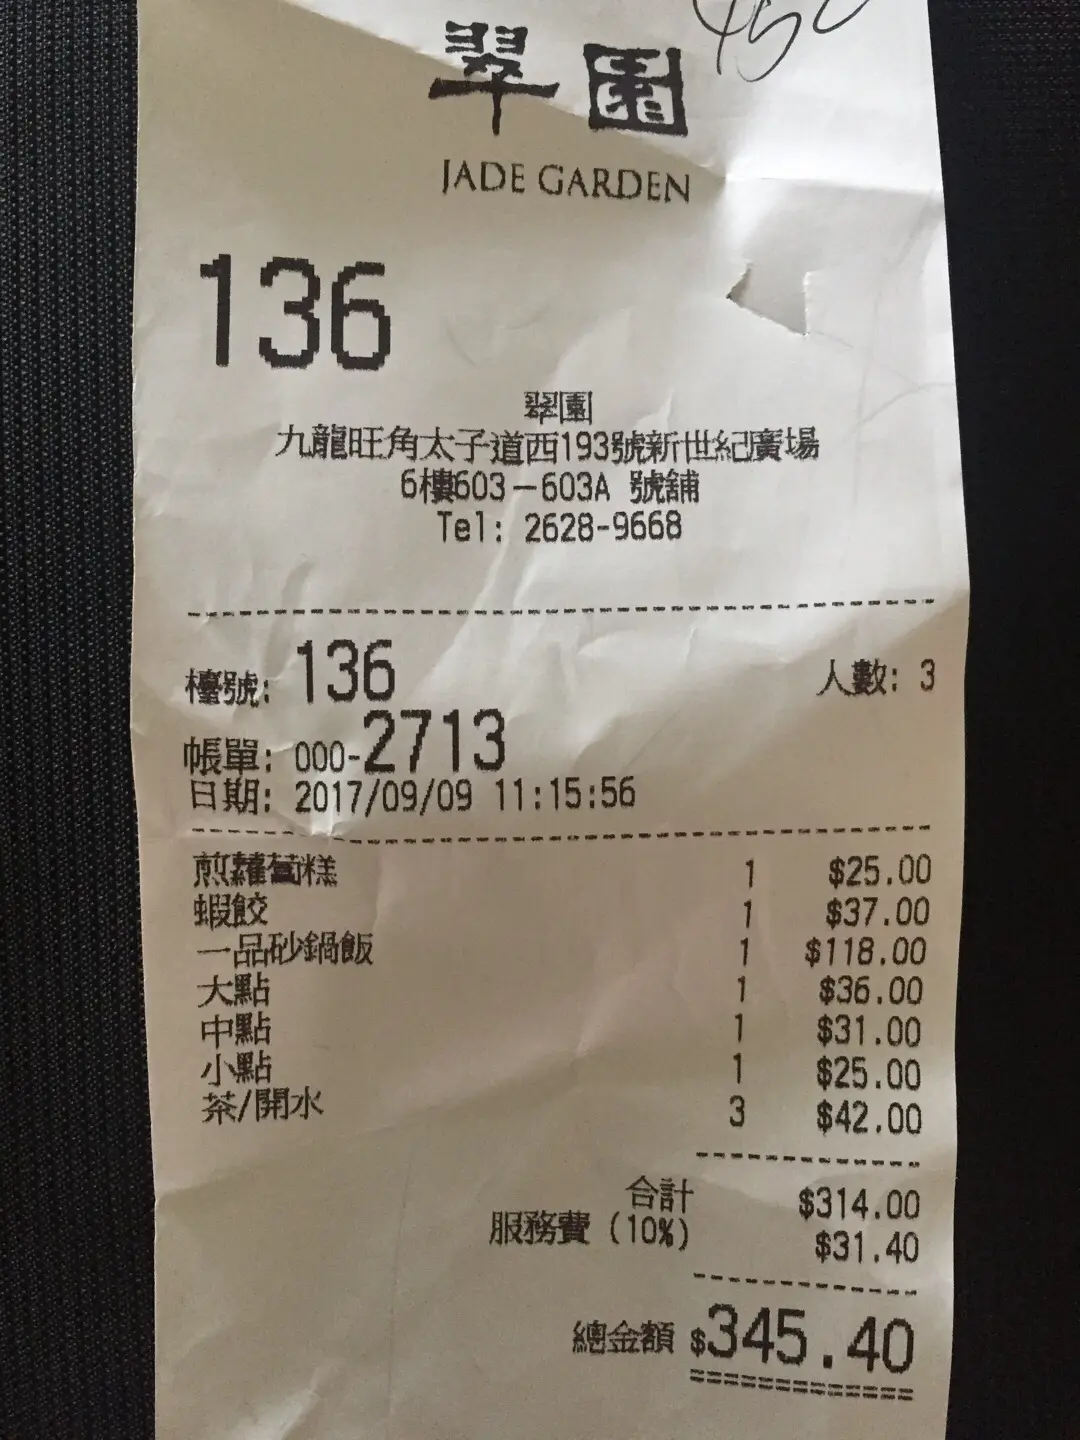 翠園
JADE GARDEN
136
翠園
九龍旺角太子道西193號新世紀廣場
6樓603－603A 號舖
Tel: 2628-9668
檯號: 136 人數: 3
帳單: 000-2713
日期: 2017/09/09 11:15:56
煎蘿蔔糕 1 $25.00
蝦餃 1 $37.00
一品砂鍋飯 1 $118.00
大點 1 $36.00
中點 1 $31.00
小點 1 $25.00
茶/開水 3 $42.00
合計 $314.00
服務費 (10%) $31.40
總金額 $345.40